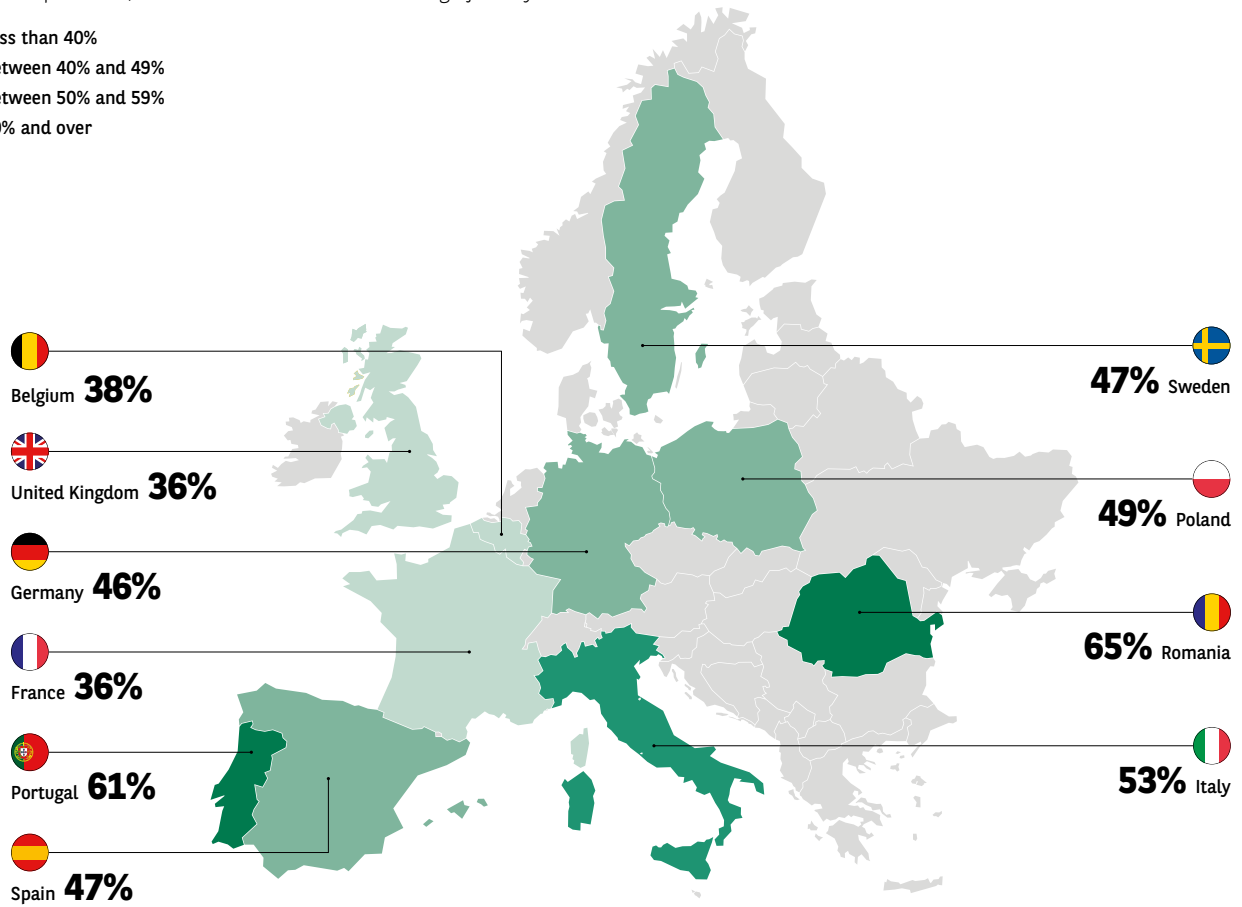 ss than 40%
etween 40% and 49%
etween 50% and 59%
% and over
Belgium 38%
United Kingdom 36%
Germany 46%
France 36%
Portugal 61%
Spain 47%
47% Sweden
49% Poland
65% Romania
53% Italy